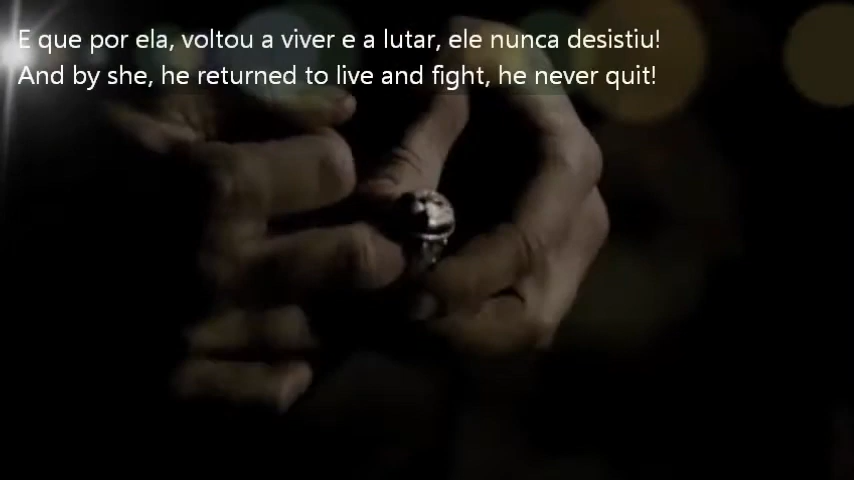 E que por ela, voltou a viver e a lutar, ele nunca desistiu!
And by she, he returned to live and fight, he never quit!